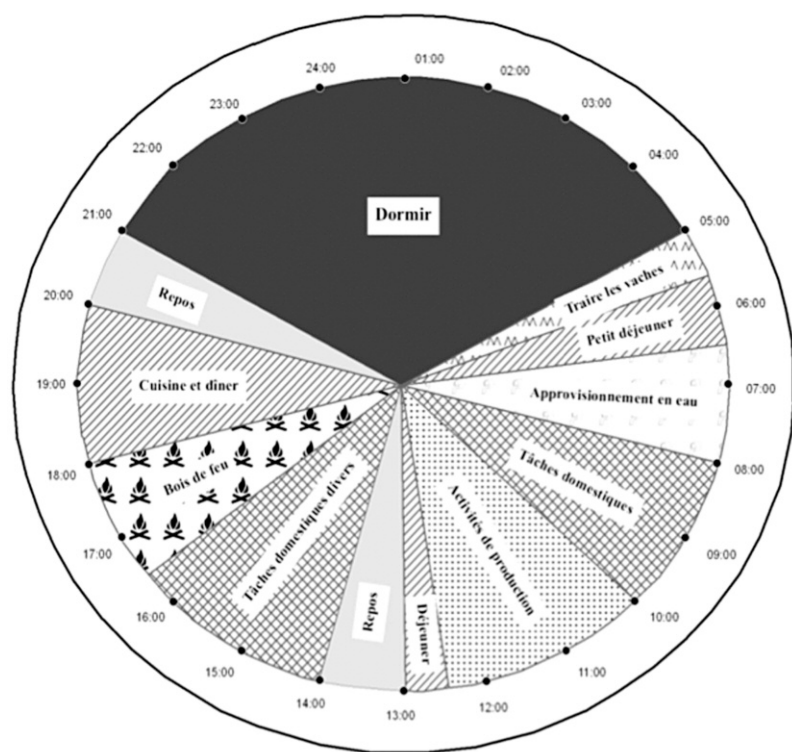 01:00
02:00
03:00
04:00
05:00
06:00
07:00
08:00
09:00
10:00
11:00
12:00
13:00
14:00
15:00
16:00
17:00
18:00
19:00
20:00
21:00
22:00
23:00
24:00
Dormir
Traire les vaches
Petit déjeuner
Approvisionnement en eau
Tâches domestiques
Activités de production
Déjeuner
Repos
Tâches domestiques divers
Bois de feu
Cuisine et dîner
Repos